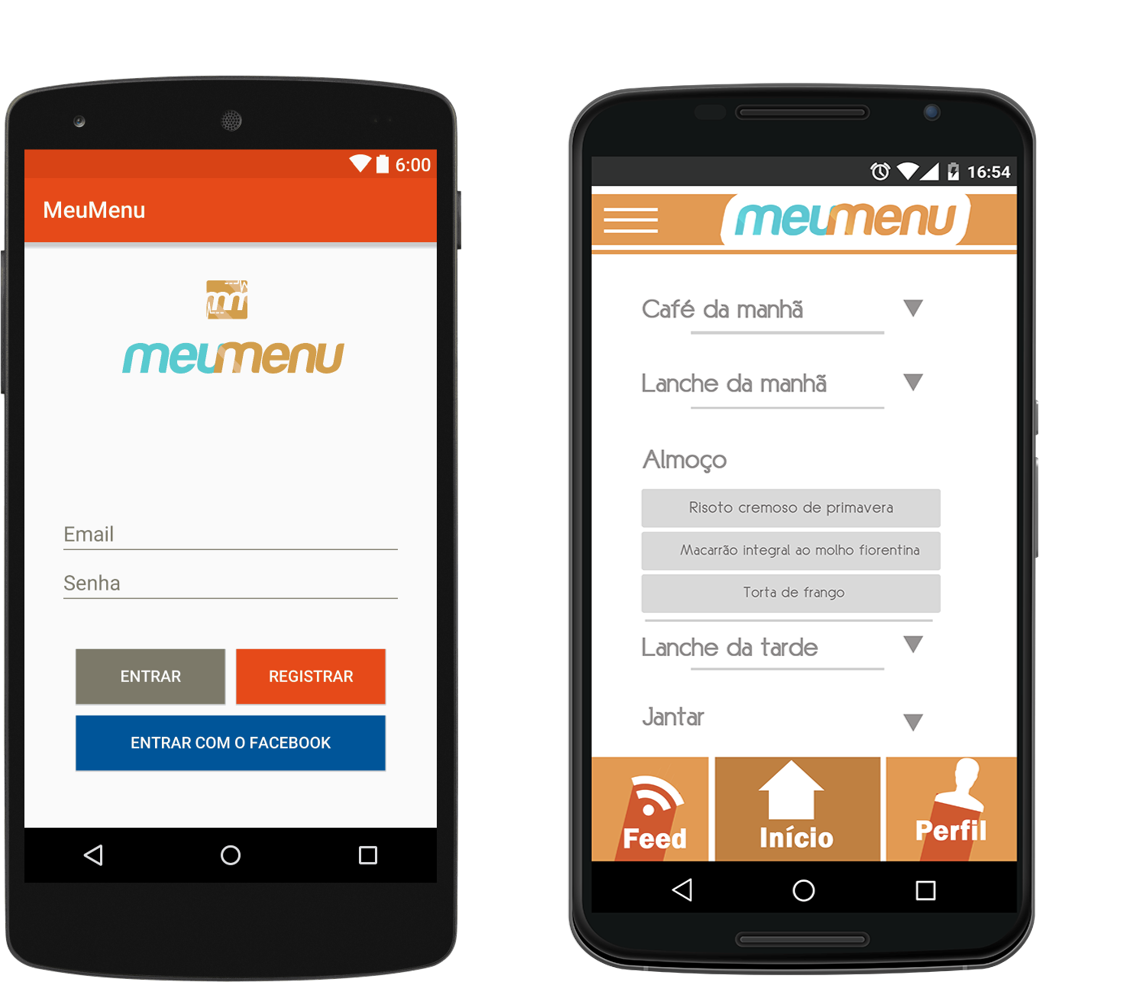 6:00
MeuMenu
mm
meumenu
Email
Senha
ENTRAR
REGISTRAR
ENTRAR COM O FACEBOOK
16:54
meumenu
Café da manhã
Lanche da manhã
Almoço
Risoto cremoso de primavera
Macarrão integral ao molho fiorentina
Torta de frango
Lanche da tarde
Jantar
Feed
Início
Perfil